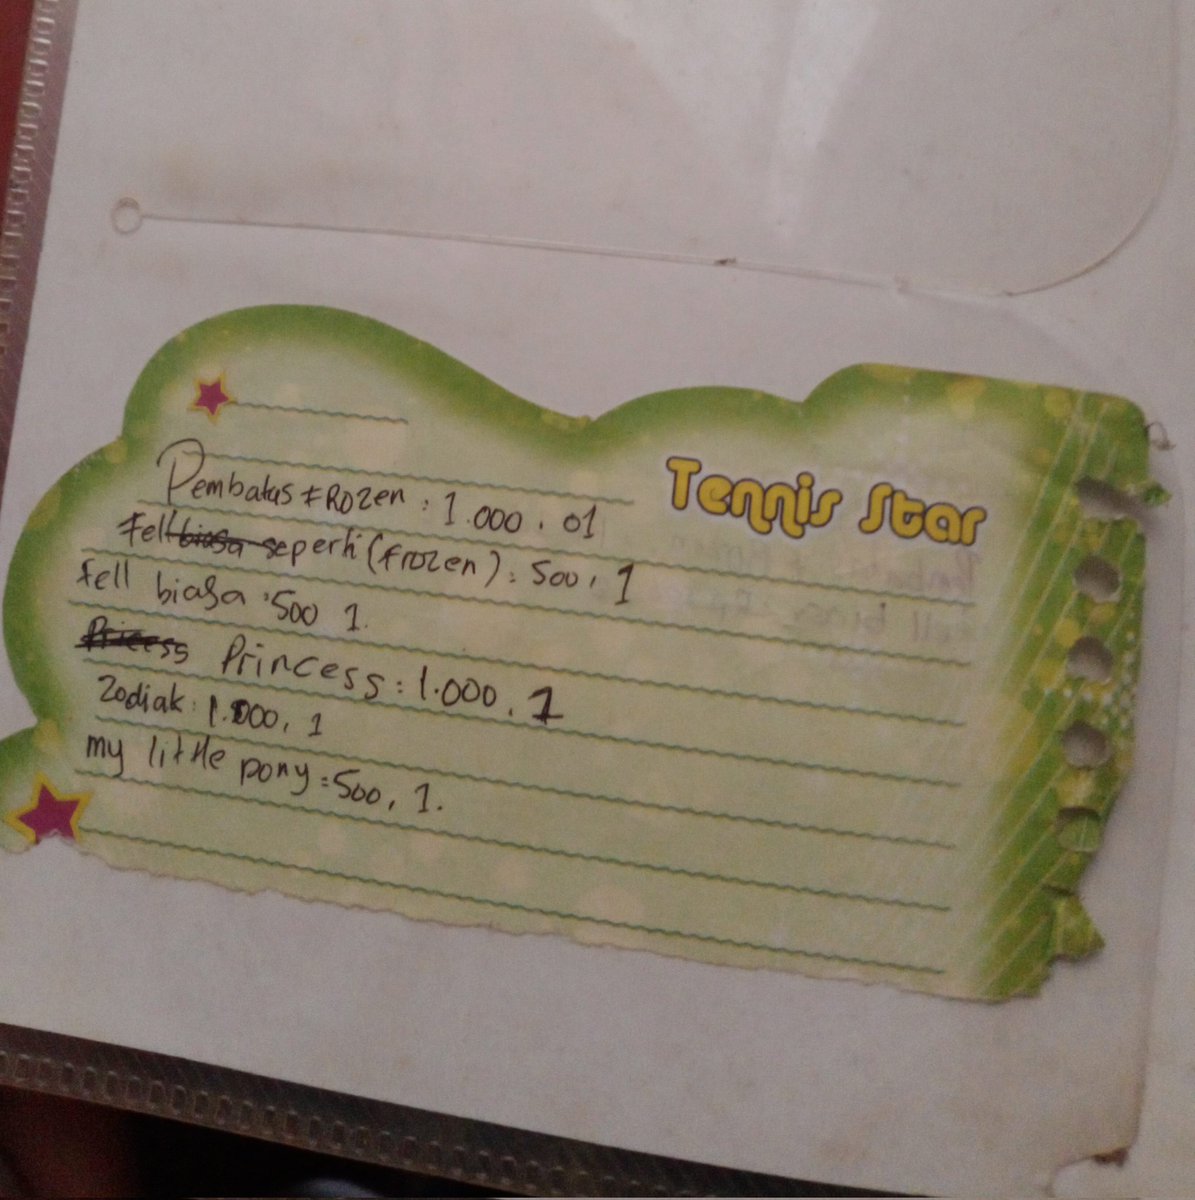 Tennis Star
Pembatas FROZEN : 1.000 . 01
Fell biasa seperti (frozen) : 500 , 1
Fell biasa : 500 1.
Pricess Princess : 1.000 . 1
Zodiak : 1.000 , 1
my little pony : 500 , 1.